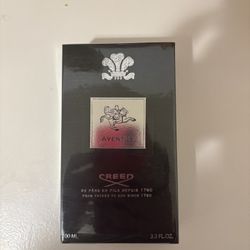 AVENTUS
CREED
DE PÈRE EN FILS DEPUIS 1760
FROM FATHER TO SON SINCE 1760
100 ML 3.3 FL.OZ.